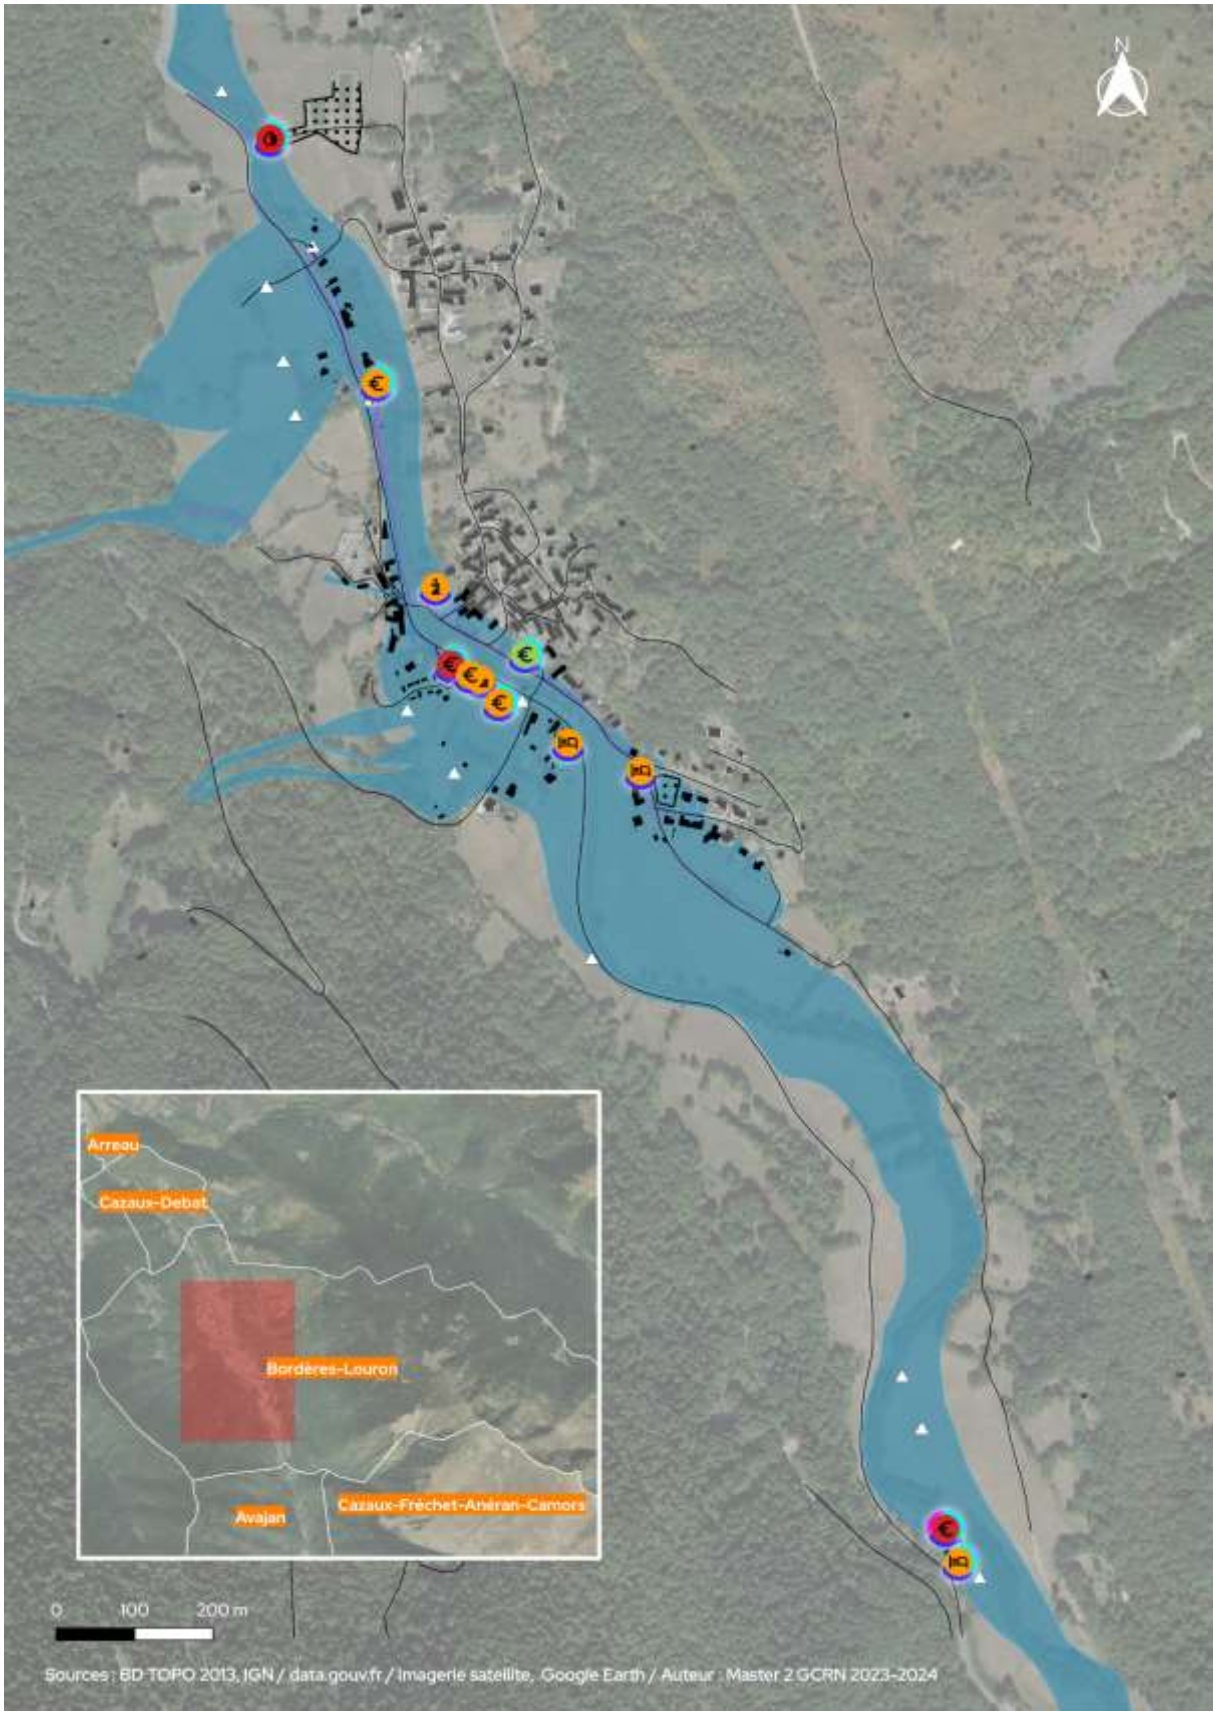 N
€
€
€
€
€
Arreau
Cazaux-Debat
Bordères-Louron
Cazaux-Fréchet-Anéran-Camors
Avajan
€
0 100 200 m
Sources : BD TOPO 2013, IGN / data.gouv.fr / Imagerie satellite, Google Earth / Auteur : Master 2 GCRN 2023-2024